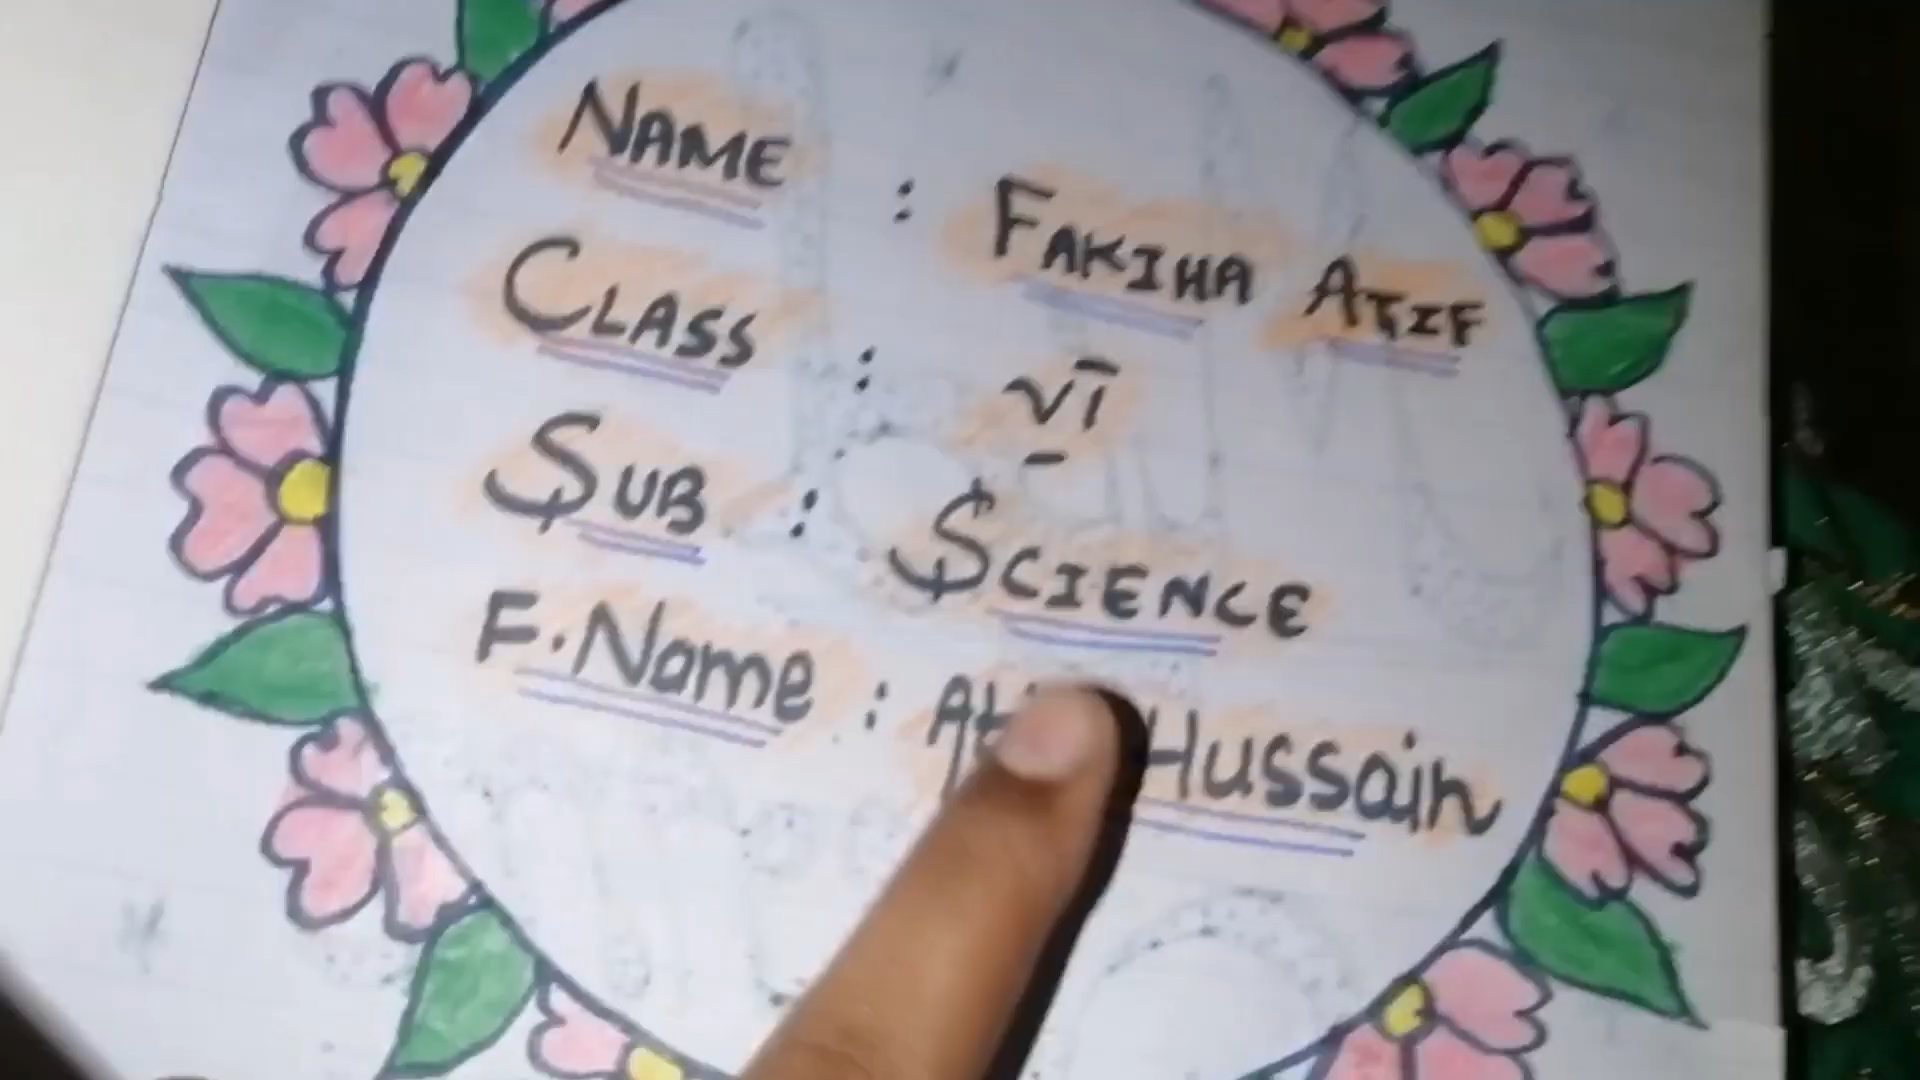 NAME : FAKIHA ATIF
CLASS : VI
SUB : SCIENCE
F. Name : Hussain